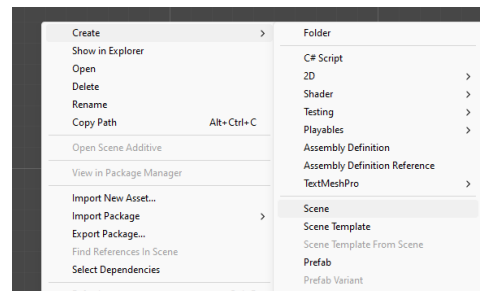 Create
Show in Explorer
Open
Delete
Rename
Copy Path Alt+Ctrl+C
Open Scene Additive
View in Package Manager
Import New Asset...
Import Package
Export Package...
Find References In Scene
Select Dependencies
Folder
C# Script
2D
Shader
Testing
Playables
Assembly Definition
Assembly Definition Reference
TextMeshPro
Scene
Scene Template
Scene Template From Scene
Prefab
Prefab Variant